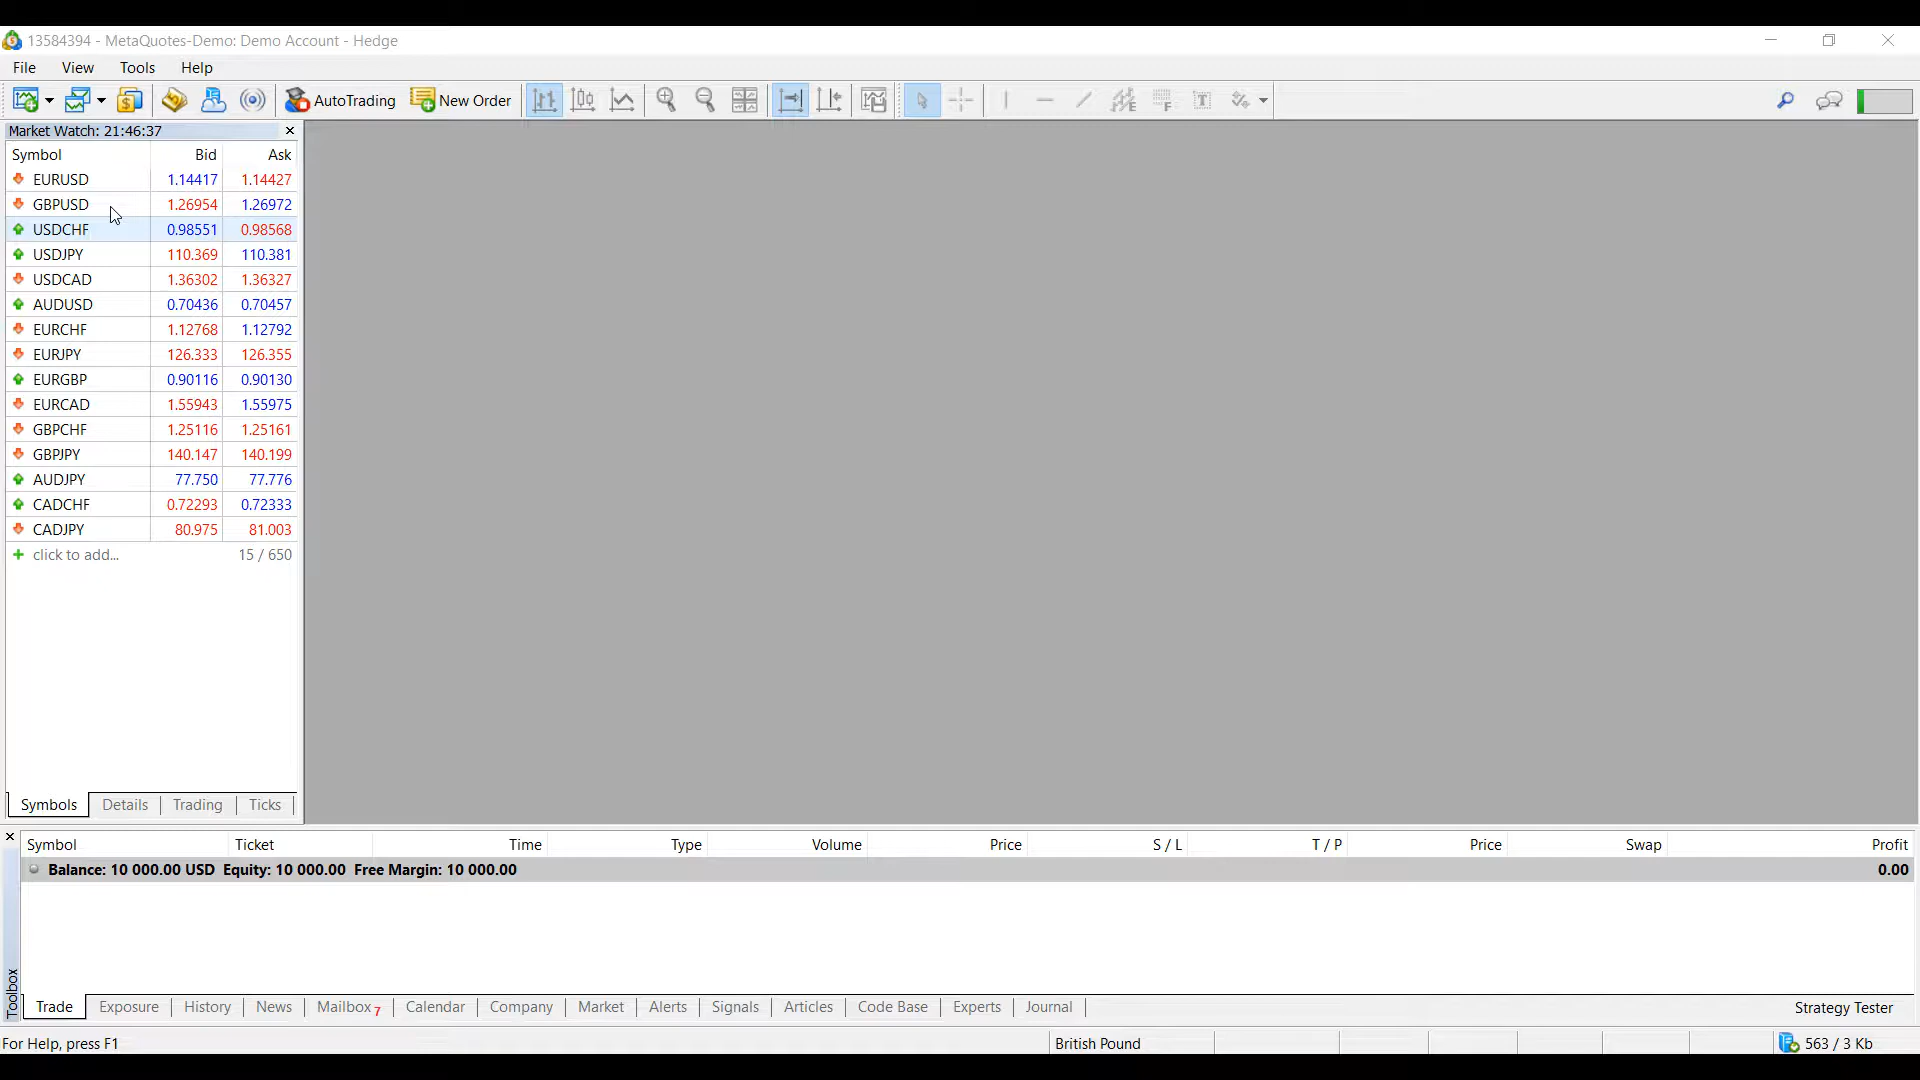 13584394 - MetaQuotes-Demo: Demo Account - Hedge
File View Tools Help
AutoTrading New Order
Market Watch: 21:46:37
Symbol Bid Ask
EURUSD 1.14417 1.14427
GBPUSD 1.26954 1.26972
USDCHF 0.98551 0.98568
USDJPY 110.369 110.381
USDCAD 1.36302 1.36327
AUDUSD 0.70436 0.70457
EURCHF 1.12768 1.12792
EURJPY 126.333 126.355
EURGBP 0.90116 0.90130
EURCAD 1.55943 1.55975
GBPCHF 1.25116 1.25161
GBPJPY 140.147 140.199
AUDJPY 77.750 77.776
CADCHF 0.72293 0.72333
CADJPY 80.975 81.003
click to add... 15 / 650
Symbols Details Trading Ticks
Symbol Ticket Time Type Volume Price S / L T / P Price Swap Profit
Balance: 10 000.00 USD Equity: 10 000.00 Free Margin: 10 000.00 0.00
Toolbox
Trade Exposure History News Mailbox 7 Calendar Company Market Alerts Signals Articles Code Base Experts Journal Strategy Tester
For Help, press F1 British Pound 563 / 3 Kb